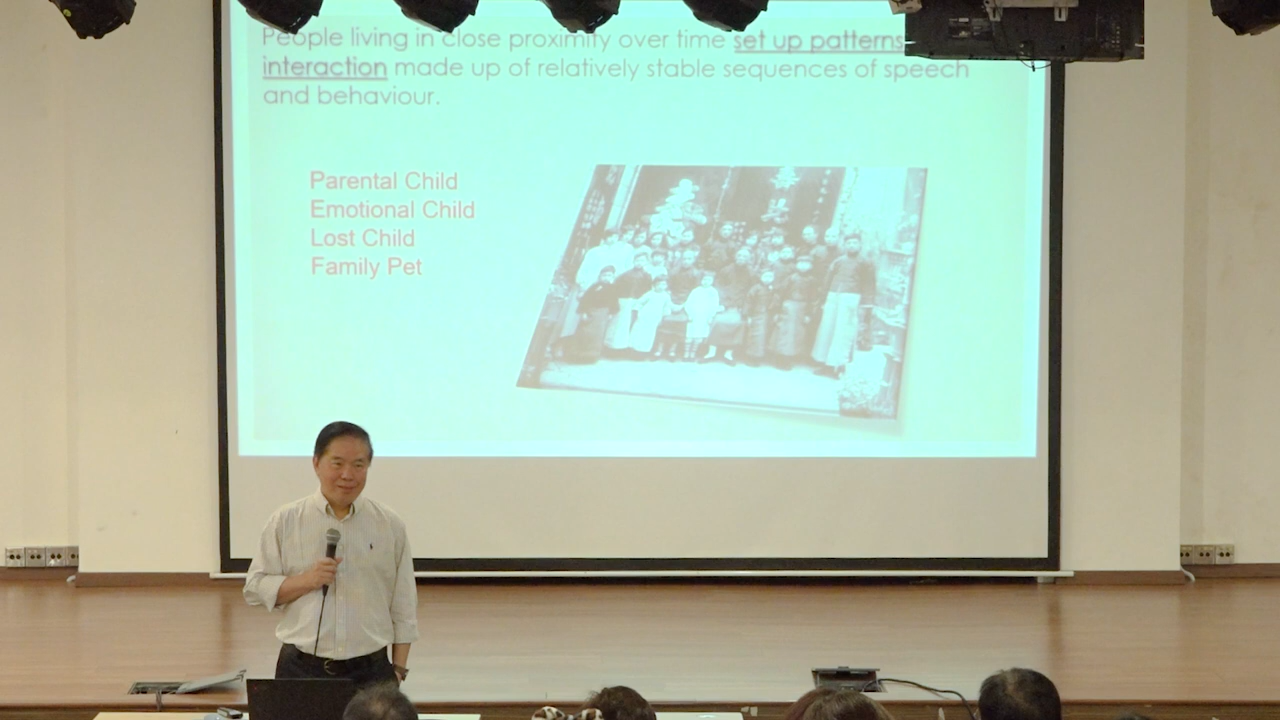 People living in close proximity over time set up patterns
interaction made up of relatively stable sequences of speech
and behaviour.
Parental Child
Emotional Child
Lost Child
Family Pet